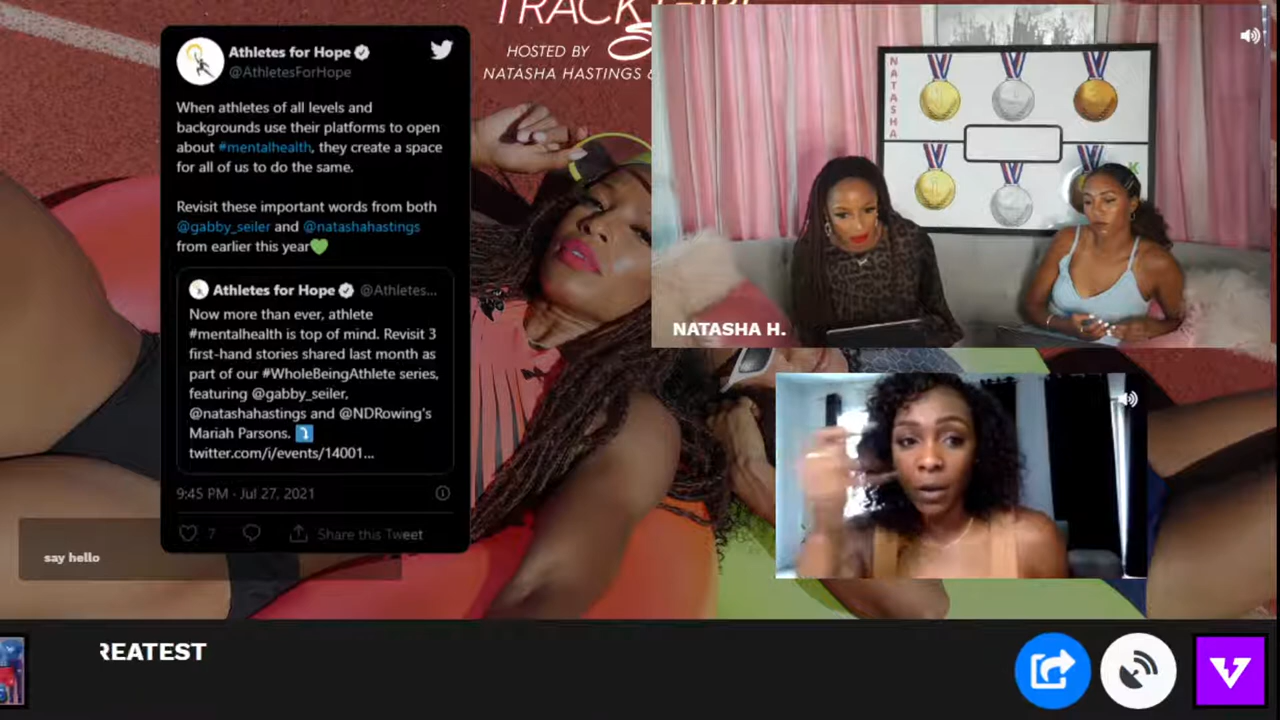 TRACK
HOSTED BY
NATASHA HASTINGS &
Athletes for Hope
@AthletesForHope
When athletes of all levels and
backgrounds use their platforms to open
about #mentalhealth, they create a space
for all of us to do the same.
Revisit these important words from both
@gabby_seiler and @natashahastings
from earlier this year💚
Athletes for Hope @Athletes...
Now more than ever, athlete
#mentalhealth is top of mind. Revisit 3
first-hand stories shared last month as
part of our #WholeBeingAthlete series,
featuring @gabby_seiler,
@natashahastings and @NDRowing's
Mariah Parsons. ⤵️
twitter.com/i/events/14001...
9:45 PM · Jul 27, 2021
7
Share this Tweet
say hello
NATASHA
K
NATASHA H.
REATEST